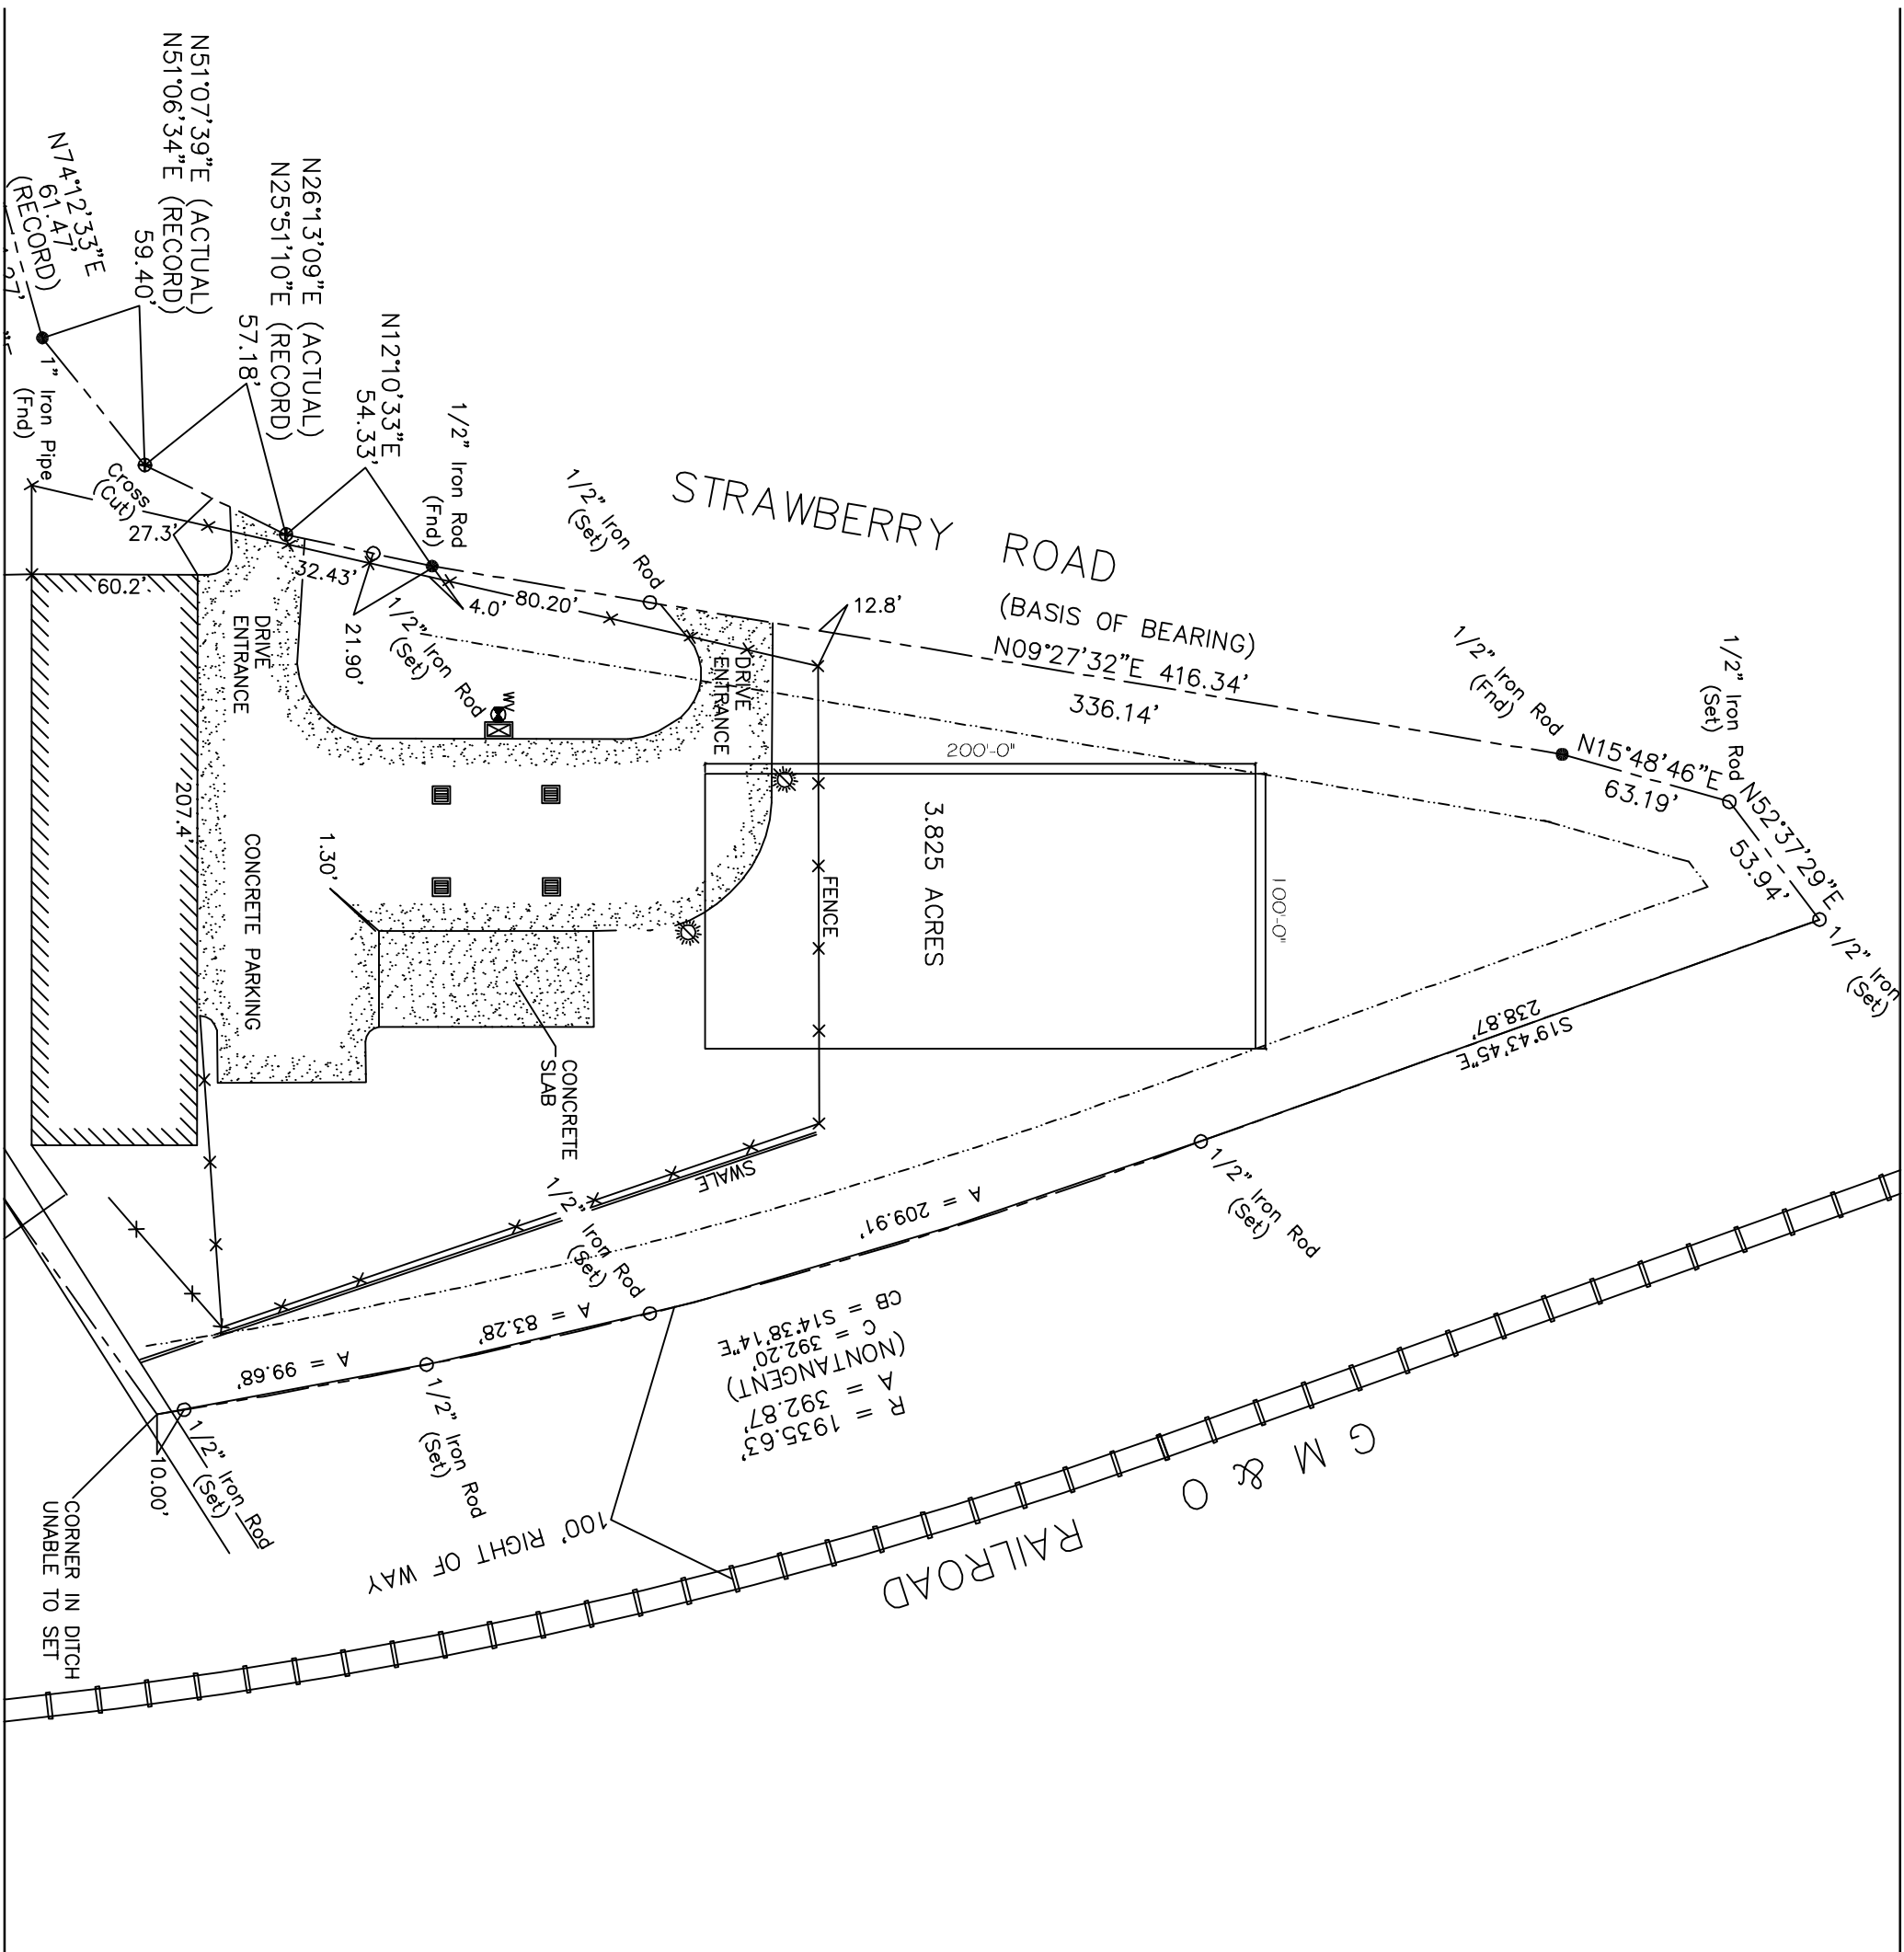 N51°07'39"E (ACTUAL)
N51°06'34"E (RECORD)
59.40'
N74°12'33"E
61.47'
(RECORD)
N26°13'09"E (ACTUAL)
N25°51'10"E (RECORD)
57.18'
N12°10'33"E
54.33'
1/2" Iron Rod
(Fnd)
1" Iron Pipe
(Fnd)
Cross
(Cut)
27.3'
60.2'
32.43'
21.90'
4.0'
80.20'
1/2" Iron Rod
(Set)
1/2" Iron Rod
(Set)
12.8'
STRAWBERRY ROAD
(BASIS OF BEARING)
N09°27'32"E 416.34'
336.14'
1/2" Iron Rod
(Fnd)
N15°48'46"E
63.19'
1/2" Iron Rod
(Set)
N52°37'29"E
53.94'
1/2" Iron
(Set)
DRIVE
ENTRANCE
DRIVE
ENTRANCE
WV
200'-0"
100'-0"
3.825 ACRES
FENCE
207.4'
CONCRETE PARKING
1.30'
CONCRETE
SLAB
SWALE
S19°43'45"E
238.87'
1/2" Iron Rod
(Set)
A = 209.91'
1/2" Iron Rod
(Set)
A = 83.28'
1/2" Iron Rod
(Set)
A = 99.68'
1/2" Iron Rod
(Set)
10.00'
CORNER IN DITCH
UNABLE TO SET
R = 1935.63'
A = 392.87'
(NONTANGENT)
C = 392.20'
CB = S14°38'14"E
100' RIGHT OF WAY
G M & O
RAILROAD